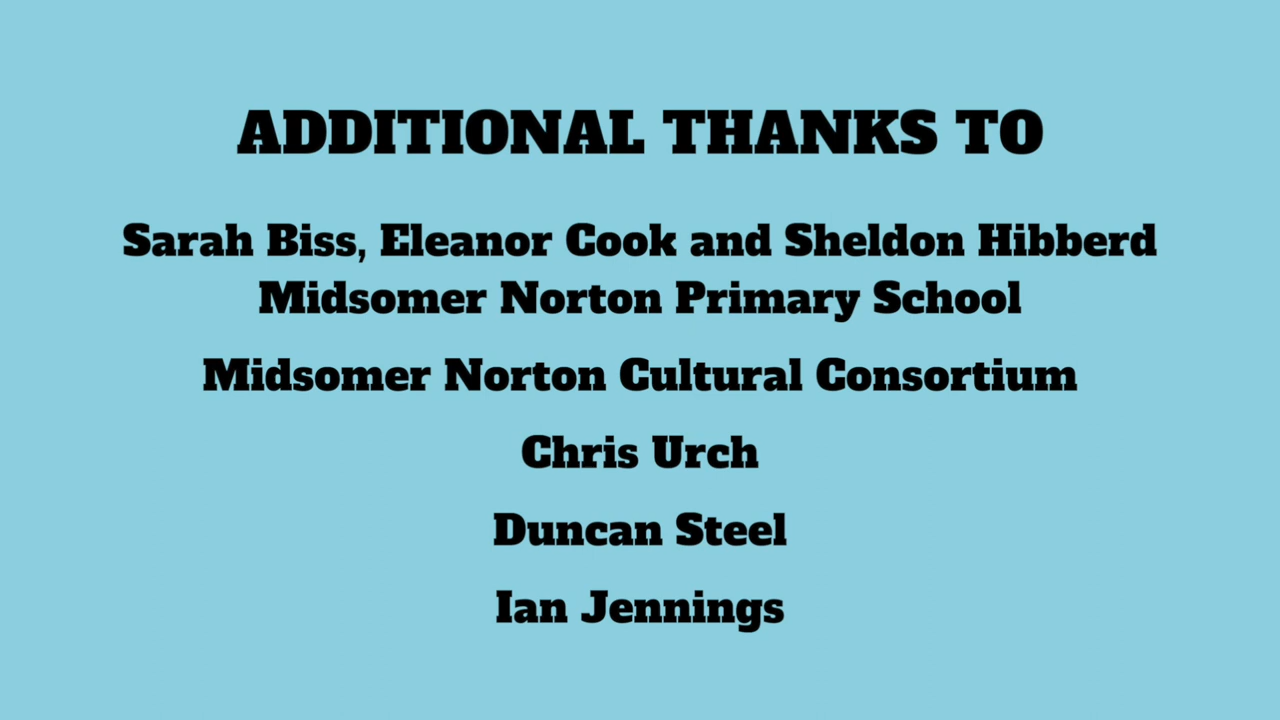 ADDITIONAL THANKS TO
Sarah Biss, Eleanor Cook and Sheldon Hibberd
Midsomer Norton Primary School
Midsomer Norton Cultural Consortium
Chris Urch
Duncan Steel
Ian Jennings